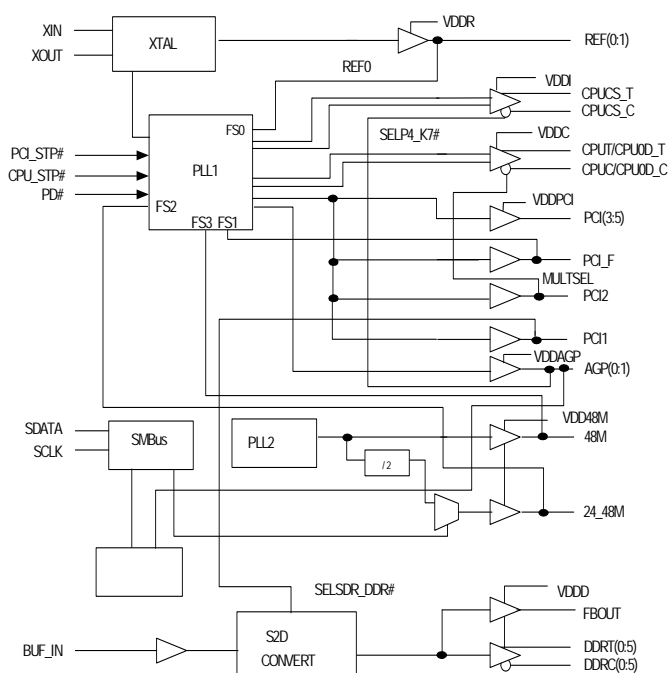 XIN
XOUT
XTAL
VDDR
REF(0:1)
REF0
VDDI
CPUCS_T
CPUCS_C
FS0
PLL1
SELP4_K7#
VDDC
CPUT/CPU0D_T
CPUC/CPU0D_C
PCI_STP#
CPU_STP#
PD#
FS2
FS3 FS1
VDDPCI
PCI(3:5)
PCI_F
MULTSEL
PCI2
PCI1
VDDAGP
AGP(0:1)
SDATA
SCLK
SMBus
PLL2
/2
VDD48M
48M
24_48M
SELSDR_DDR#
VDDD
FBOUT
BUF_IN
S2D
CONVERT
DDRT(0:5)
DDRC(0:5)